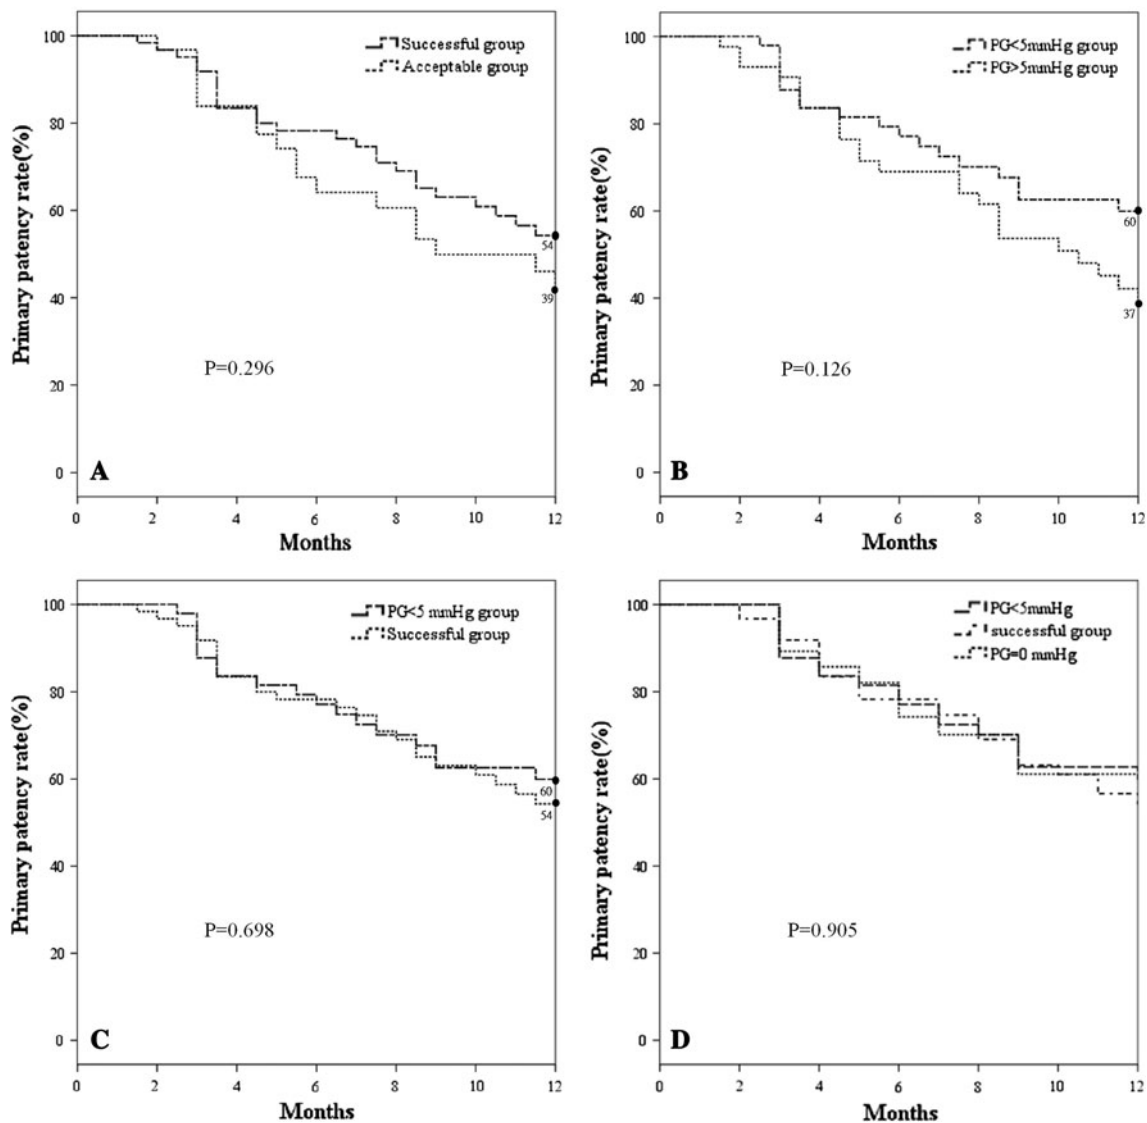 Successful group
Acceptable group
Primary patency rate(%)
100
80
60
40
20
0
54
39
P=0.296
A
0 2 4 6 8 10 12
Months
PG<5mmHg group
PG>5mmHg group
Primary patency rate(%)
100
80
60
40
20
0
60
37
P=0.126
B
0 2 4 6 8 10 12
Months
PG<5 mmHg group
Successful group
Primary patency rate(%)
100
80
60
40
20
0
60
54
P=0.698
C
0 2 4 6 8 10 12
Months
PG<5mmHg
successful group
PG=0 mmHg
Primary patency rate(%)
100
80
60
40
20
0
P=0.905
D
0 2 4 6 8 10 12
Months